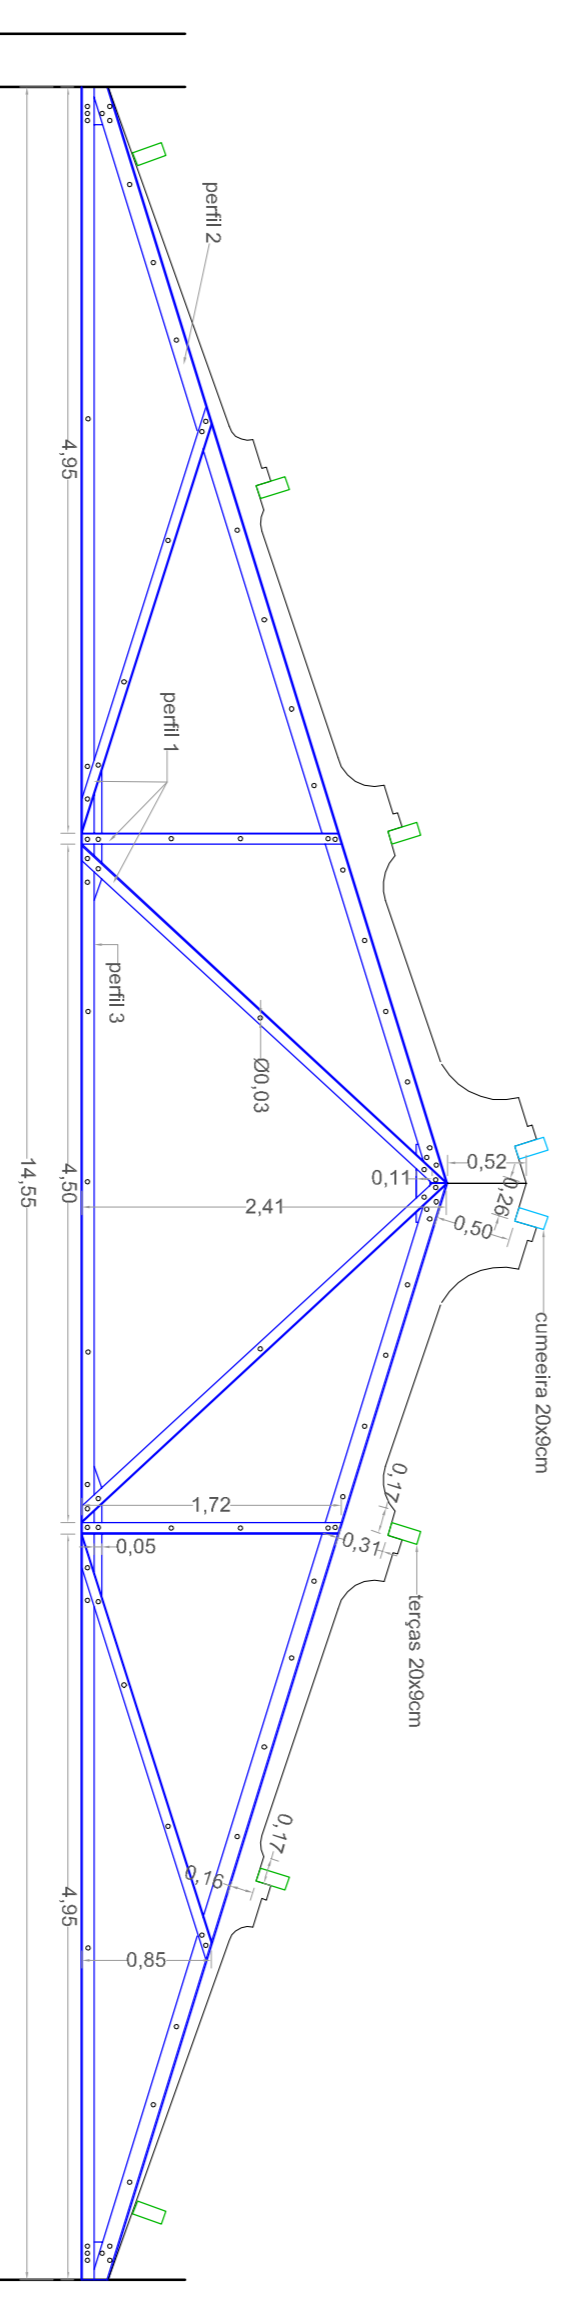 perfil 2
4,95
perfil 1
perfil 3
Ø0,03
14,55
4,50
2,41
0,11
0,52
0,26
0,50
cumeeira 20x9cm
0,17
1,72
0,31
0,05
terças 20x9cm
0,17
0,16
4,95
0,85